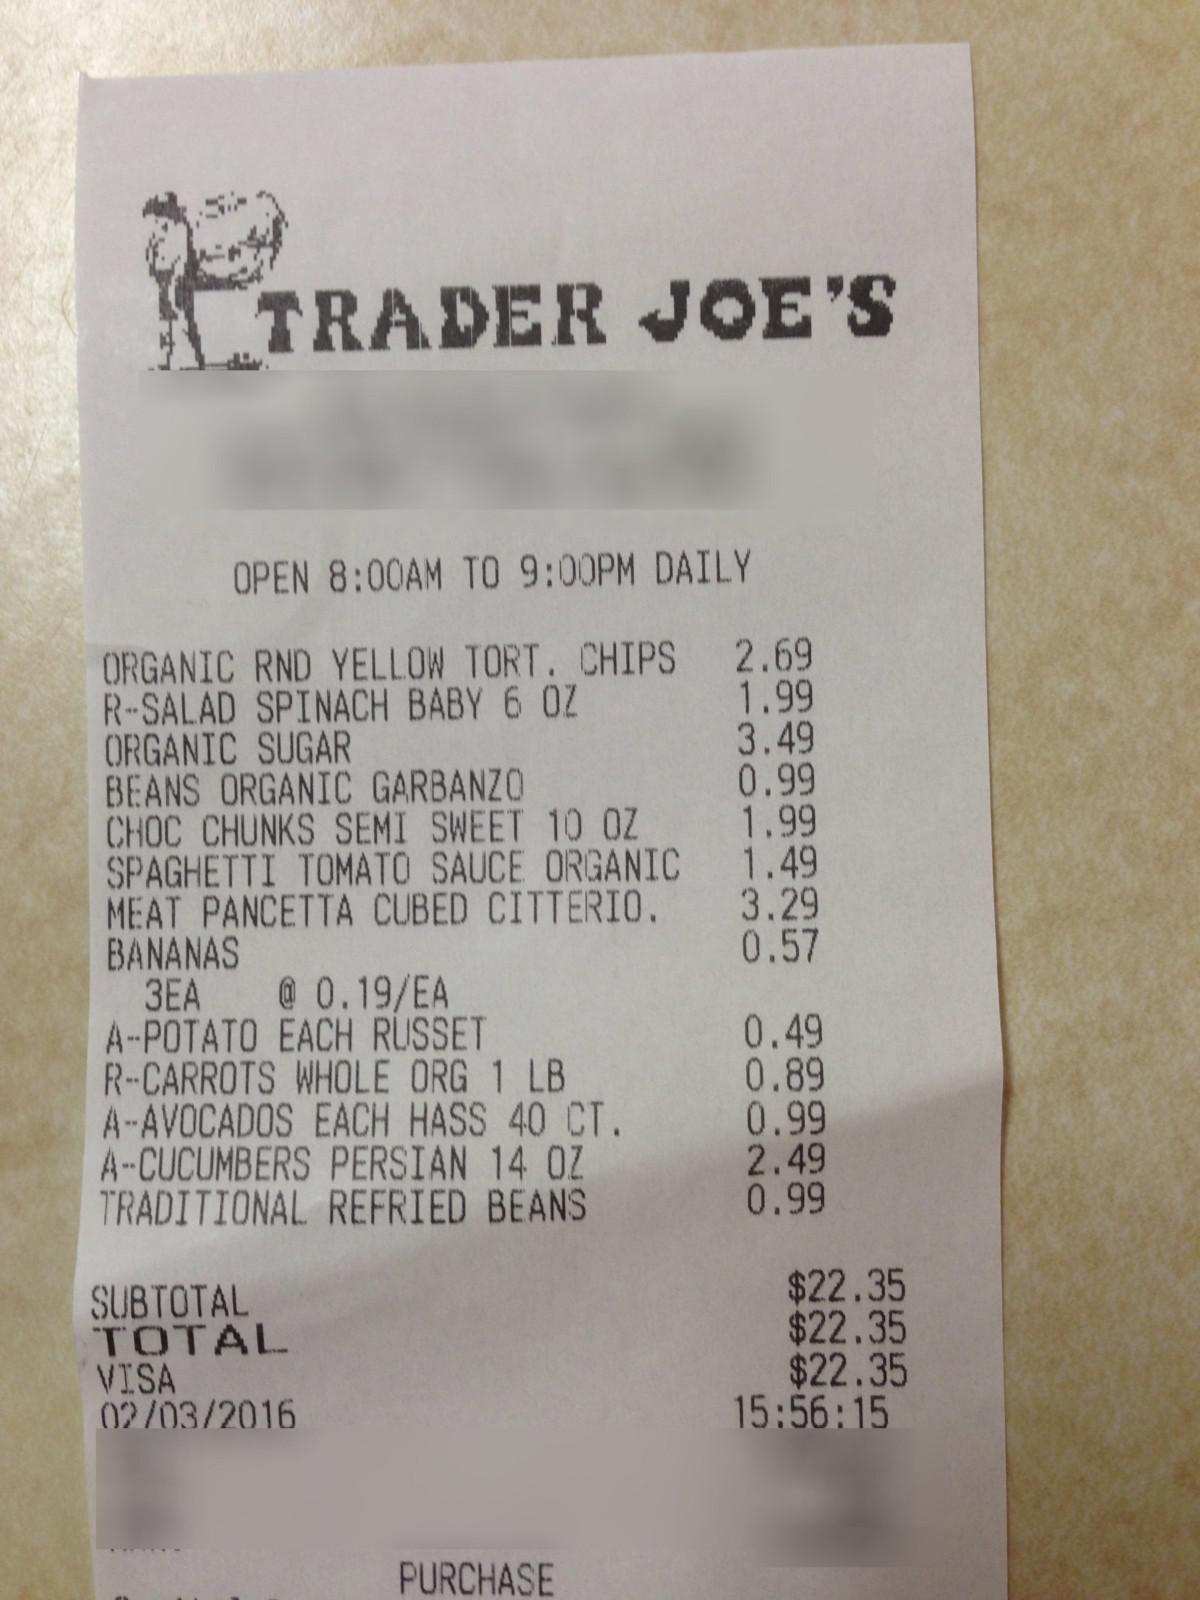 TRADER JOE'S
OPEN 8:00AM TO 9:00PM DAILY
ORGANIC RND YELLOW TORT. CHIPS 2.69
R-SALAD SPINACH BABY 6 OZ 1.99
ORGANIC SUGAR 3.49
BEANS ORGANIC GARBANZO 0.99
CHOC CHUNKS SEMI SWEET 10 OZ 1.99
SPAGHETTI TOMATO SAUCE ORGANIC 1.49
MEAT PANCETTA CUBED CITTERIO. 3.29
BANANAS 0.57
3EA @ 0.19/EA
A-POTATO EACH RUSSET 0.49
R-CARROTS WHOLE ORG 1 LB 0.89
A-AVOCADOS EACH HASS 40 CT. 0.99
A-CUCUMBERS PERSIAN 14 OZ 2.49
TRADITIONAL REFRIED BEANS 0.99
SUBTOTAL $22.35
TOTAL $22.35
VISA $22.35
02/03/2016 15:56:15
PURCHASE